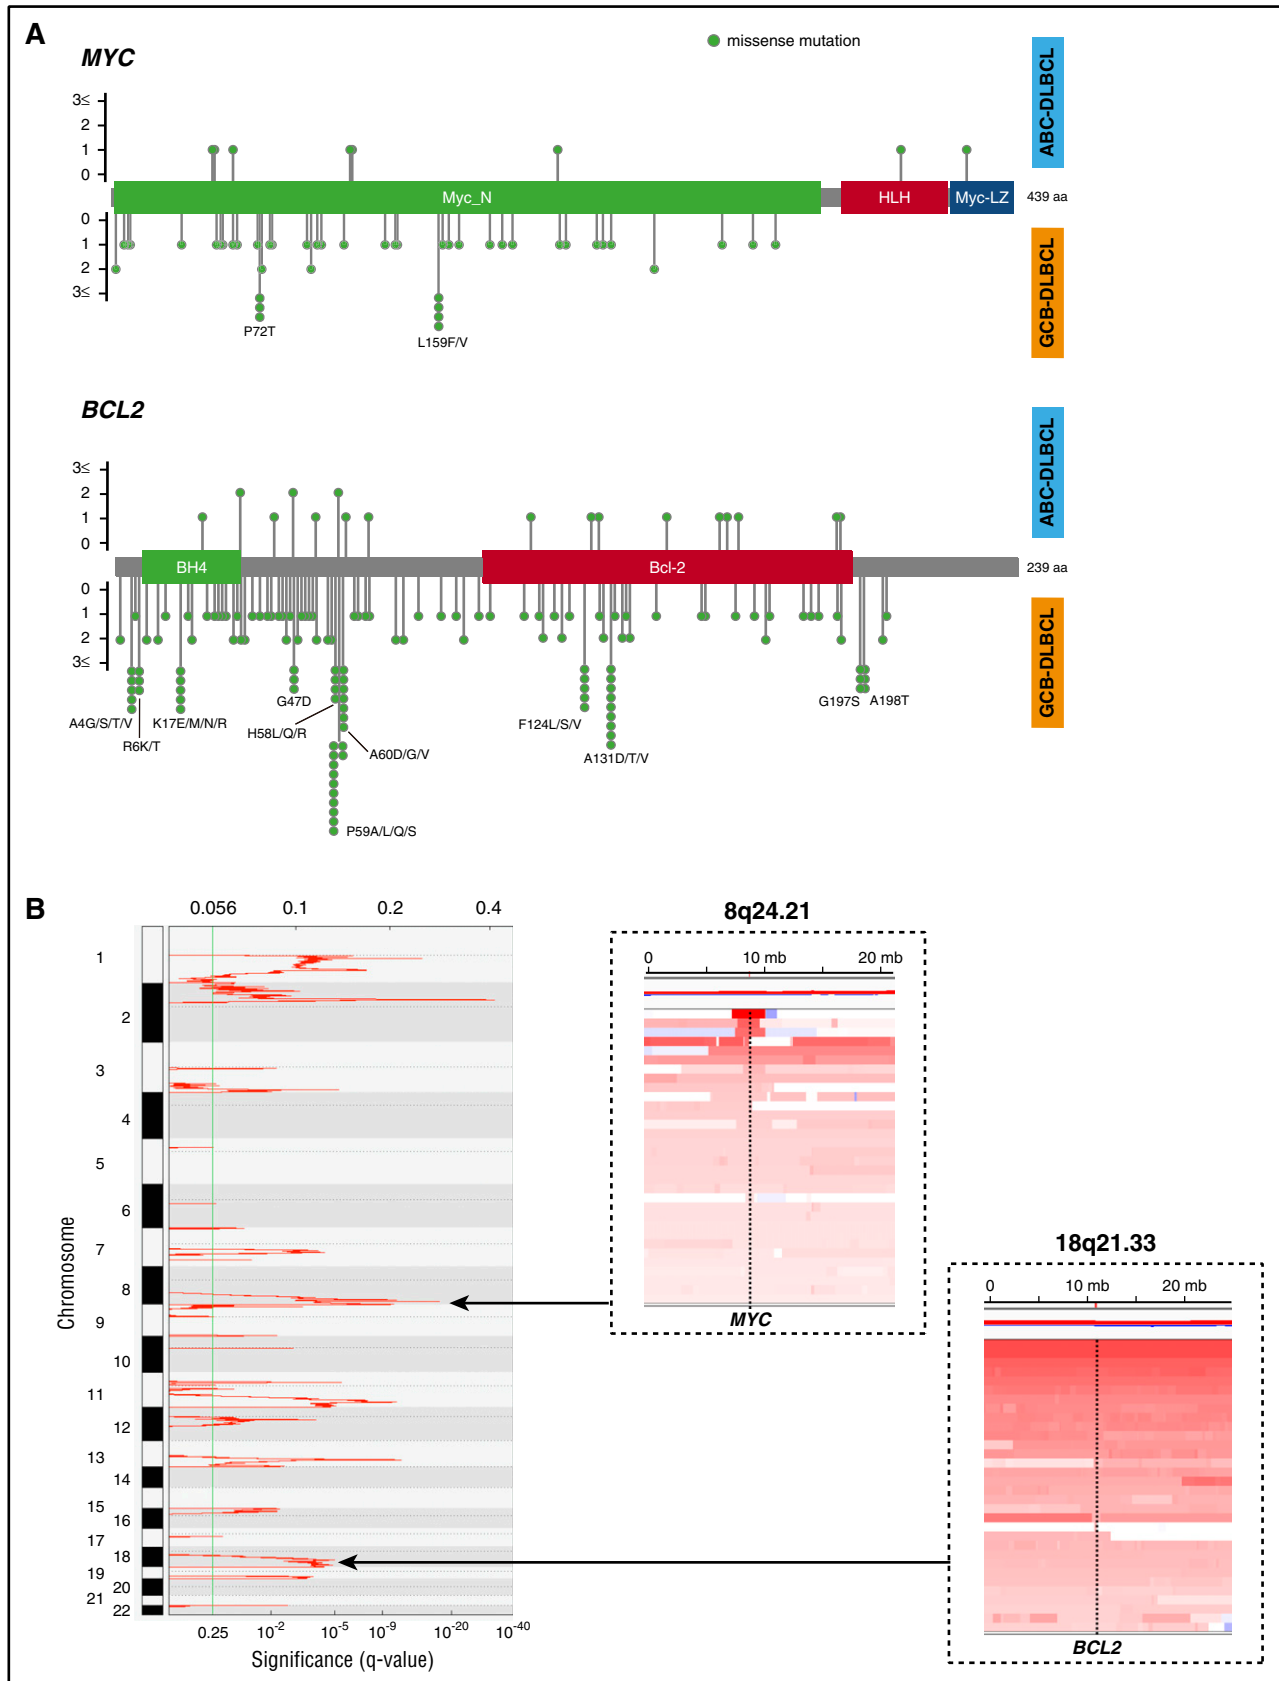 A
MYC
missense mutation
ABC-DLBCL
3≤
2
1
0
Myc_N
HLH
Myc-LZ
439 aa
0
1
2
3≤
P72T
L159F/V
GCB-DLBCL
BCL2
ABC-DLBCL
3≤
2
1
0
BH4
Bcl-2
239 aa
0
1
2
3≤
A4G/S/T/V
R6K/T
K17E/M/N/R
G47D
H58L/Q/R
A60D/G/V
P59A/L/Q/S
F124L/S/V
A131D/T/V
G197S
A198T
GCB-DLBCL
B
0.056 0.1 0.2 0.4
Chromosome
1
2
3
4
5
6
7
8
9
10
11
12
13
14
15
16
17
18
19
20
21
22
0.25 10⁻² 10⁻⁵ 10⁻⁹ 10⁻²⁰ 10⁻⁴⁰
Significance (q-value)
8q24.21
0 10 mb 20 mb
MYC
18q21.33
0 10 mb 20 mb
BCL2